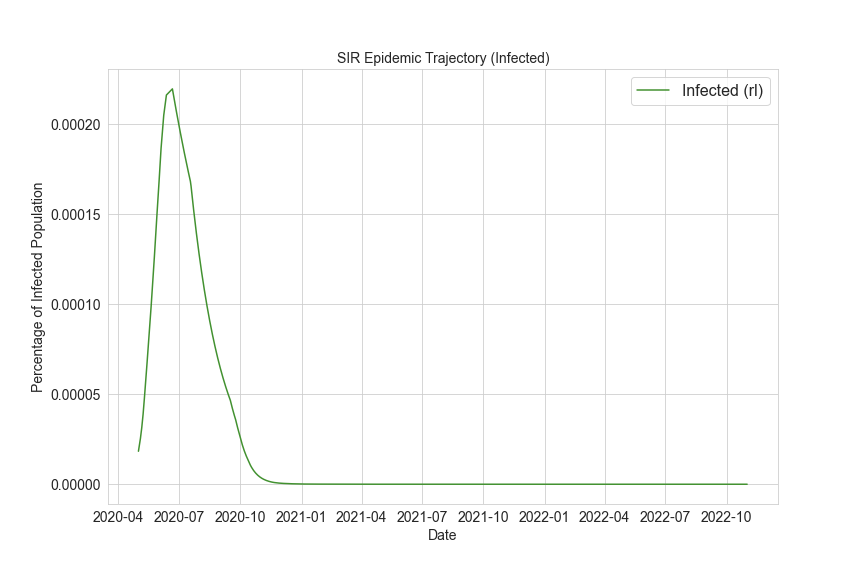 SIR Epidemic Trajectory (Infected)
Infected (rI)
Percentage of Infected Population
0.00020
0.00015
0.00010
0.00005
0.00000
2020-04 2020-07 2020-10 2021-01 2021-04 2021-07 2021-10 2022-01 2022-04 2022-07 2022-10
Date